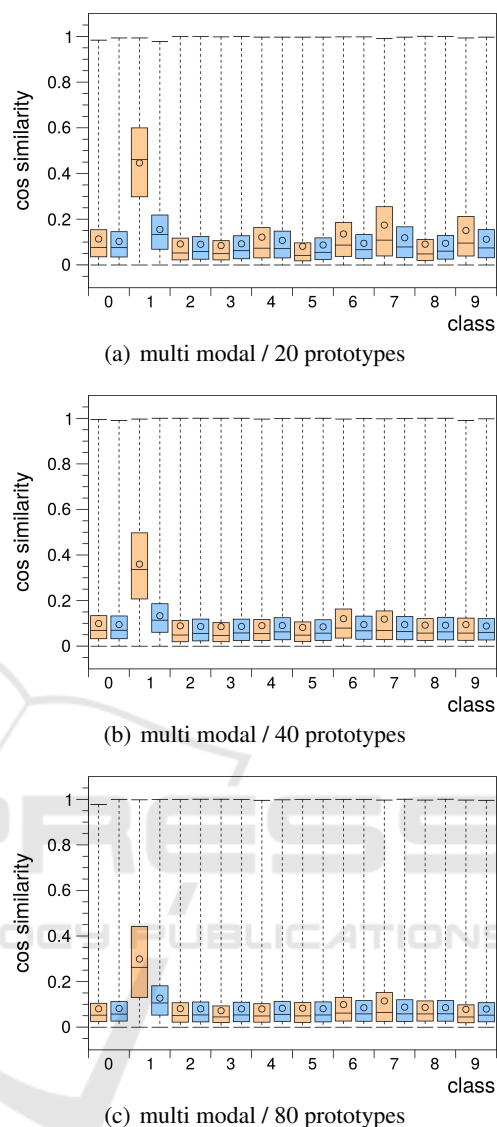 1
0.8
0.6
0.4
0.2
0
cos similarity
0 1 2 3 4 5 6 7 8 9
class
(a) multi modal / 20 prototypes
1
0.8
0.6
0.4
0.2
0
cos similarity
0 1 2 3 4 5 6 7 8 9
class
(b) multi modal / 40 prototypes
1
0.8
0.6
0.4
0.2
0
cos similarity
0 1 2 3 4 5 6 7 8 9
class
PRESS
OGY PUBLICATIONS
(c) multi modal / 80 prototypes